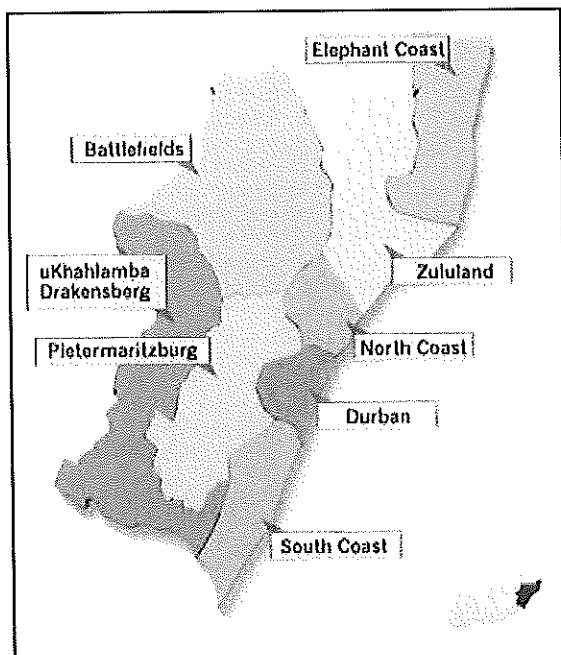 Elephant Coast
Battlefields
uKhahlamba
Drakensberg
Zululand
Pietermaritzburg
North Coast
Durban
South Coast